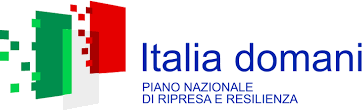 Italia domani
PIANO NAZIONALE
DI RIPRESA E RESILIENZA